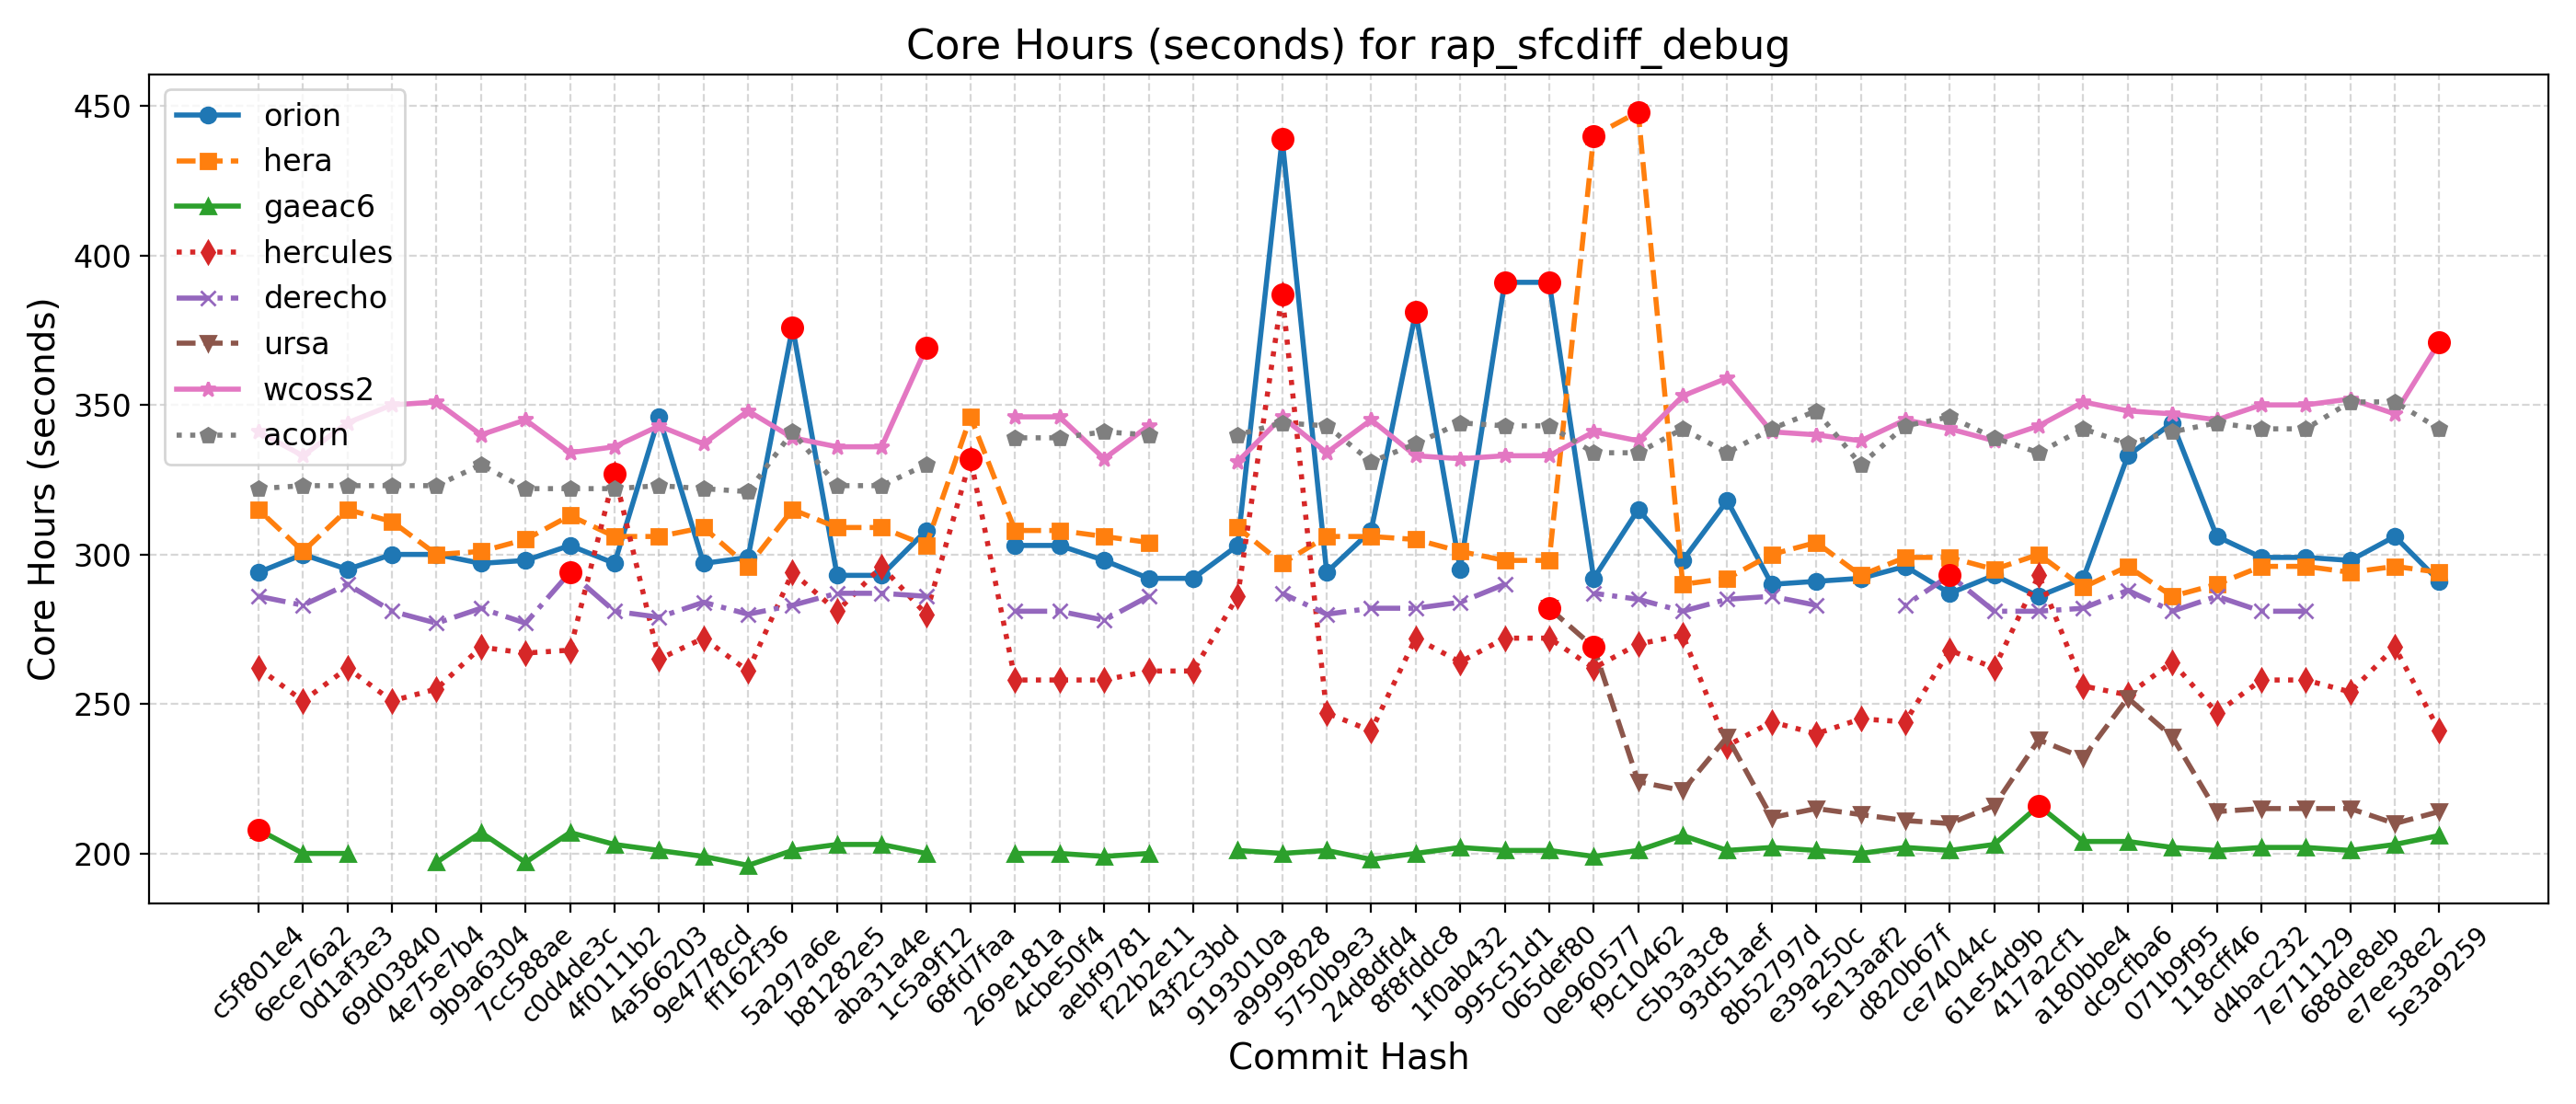 Core Hours (seconds) for rap_sfcdiff_debug
Core Hours (seconds)
450
400
350
300
250
200
orion
hera
gaeac6
hercules
derecho
ursa
wcoss2
acorn
c5f801e4
6ece76a2
0d1af3e3
69d03840
4e75e7b4
9b9a6304
7cc588ae
c0d4de3c
4f0111b2
4a566203
9e4778cd
ff162f36
5a297a6e
b81282e5
aba31a4e
1c5a9f12
68fd7faa
269e181a
4cbe50f4
aebf9781
f22b2e11
43f2c3bd
9193010a
a9999828
5750b9e3
24d8dfd4
8f8fddc8
1f0ab432
995c51d1
065def80
0e960577
f9c10462
c5b3a3c8
93d51aef
8b52797d
e39a250c
5e13aaf2
d820b67f
ce74044c
61e54d9b
417a2cf1
a180bbe4
dc9cfba6
071b9f95
118cff46
d4bac232
7e711129
688de8eb
e7ee38e2
5e3a9259
Commit Hash